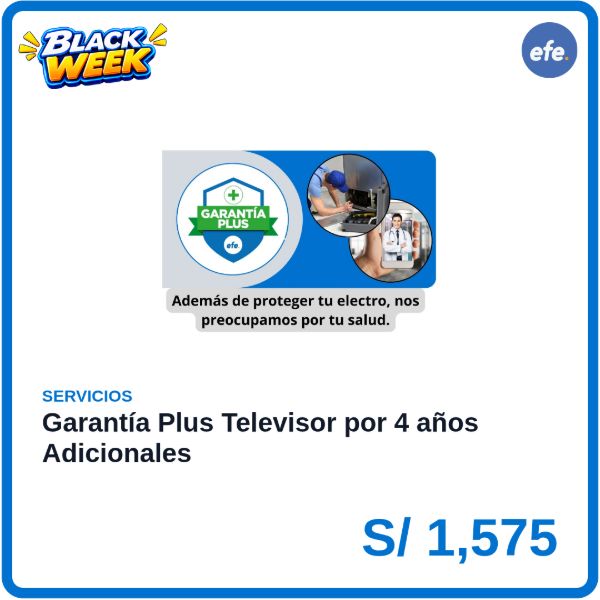 BLACK
WEEK
efe.
GARANTÍA
PLUS
efe.
Además de proteger tu electro, nos
preocupamos por tu salud.
SERVICIOS
Garantía Plus Televisor por 4 años
Adicionales
S/ 1,575